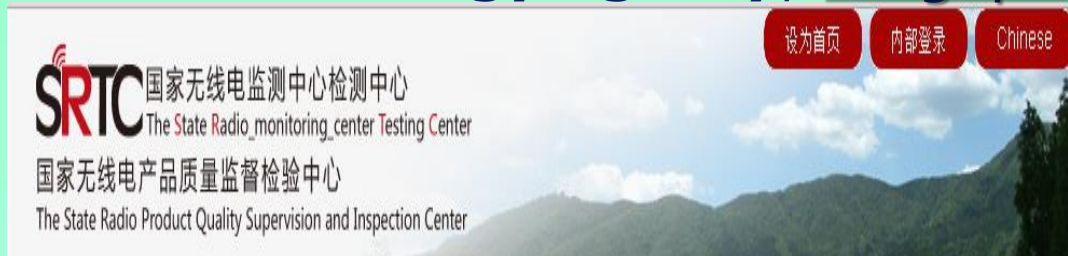 设为首页 内部登录 Chinese
SRTC 国家无线电监测中心检测中心
The State Radio_monitoring_center Testing Center
国家无线电产品质量监督检验中心
The State Radio Product Quality Supervision and Inspection Center